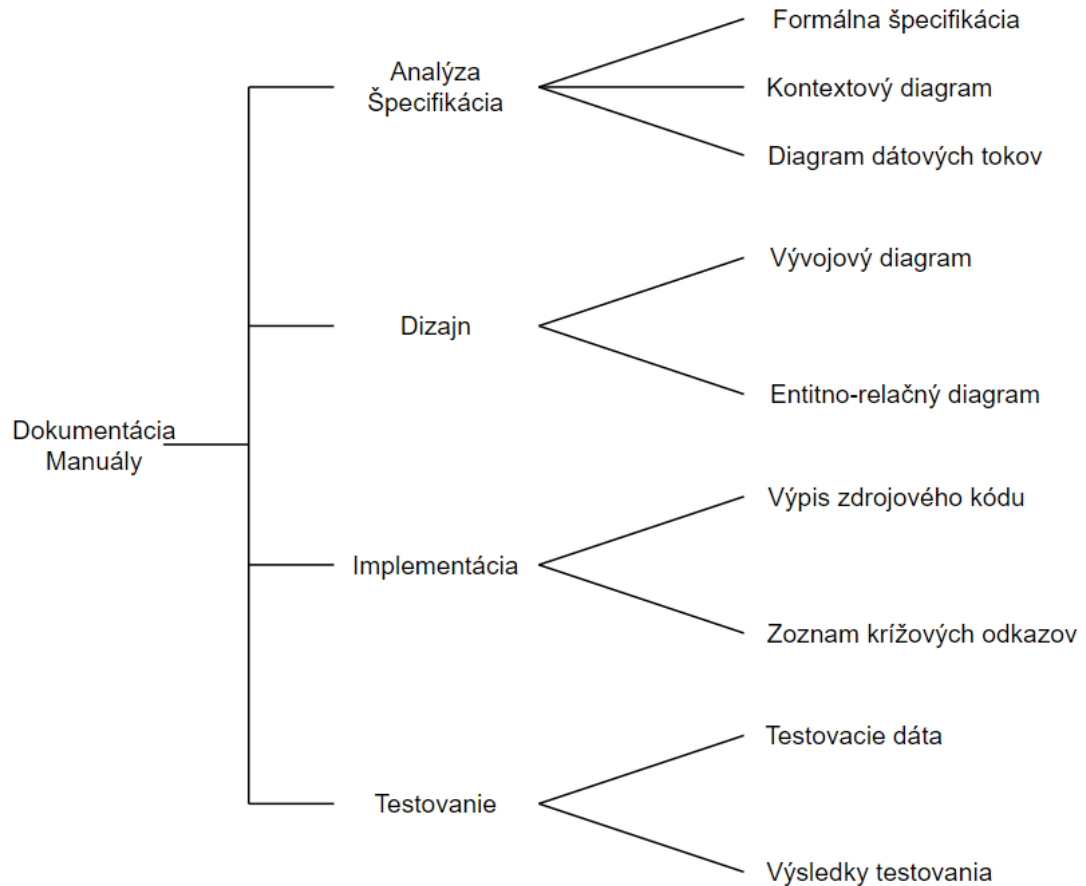 Formálna špecifikácia
Analýza
Špecifikácia
Kontextový diagram
Diagram dátových tokov
Vývojový diagram
Dizajn
Entitno-relačný diagram
Dokumentácia
Manuály
Výpis zdrojového kódu
Implementácia
Zoznam krížových odkazov
Testovacie dáta
Testovanie
Výsledky testovania